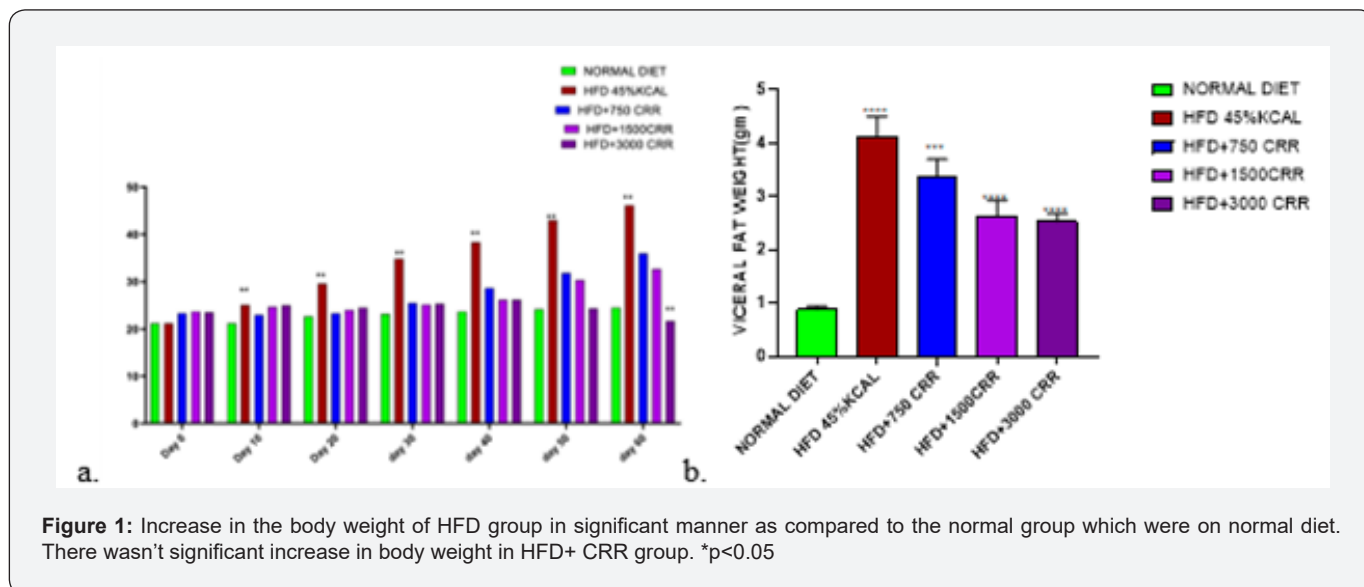 NORMAL DIET
HFD 45%KCAL
HFD+750 CRR
HFD+1500CRR
HFD+3000 CRR
50
40
30
20
10
0
**
**
**
**
**
**
**
Day 10
Day 20
day 30
day 40
day 50
day 60
a.
VICERAL FAT WEIGHT(gm)
5
4
3
2
1
0
****
***
****
****
NORMAL DIET
HFD 45%KCAL
HFD+750 CRR
HFD+1500CRR
HFD+3000 CRR
NORMAL DIET
HFD 45%KCAL
HFD+750 CRR
HFD+1500CRR
HFD+3000 CRR
b.
Figure 1: Increase in the body weight of HFD group in significant manner as compared to the normal group which were on normal diet.
There wasn’t significant increase in body weight in HFD+ CRR group. *p<0.05